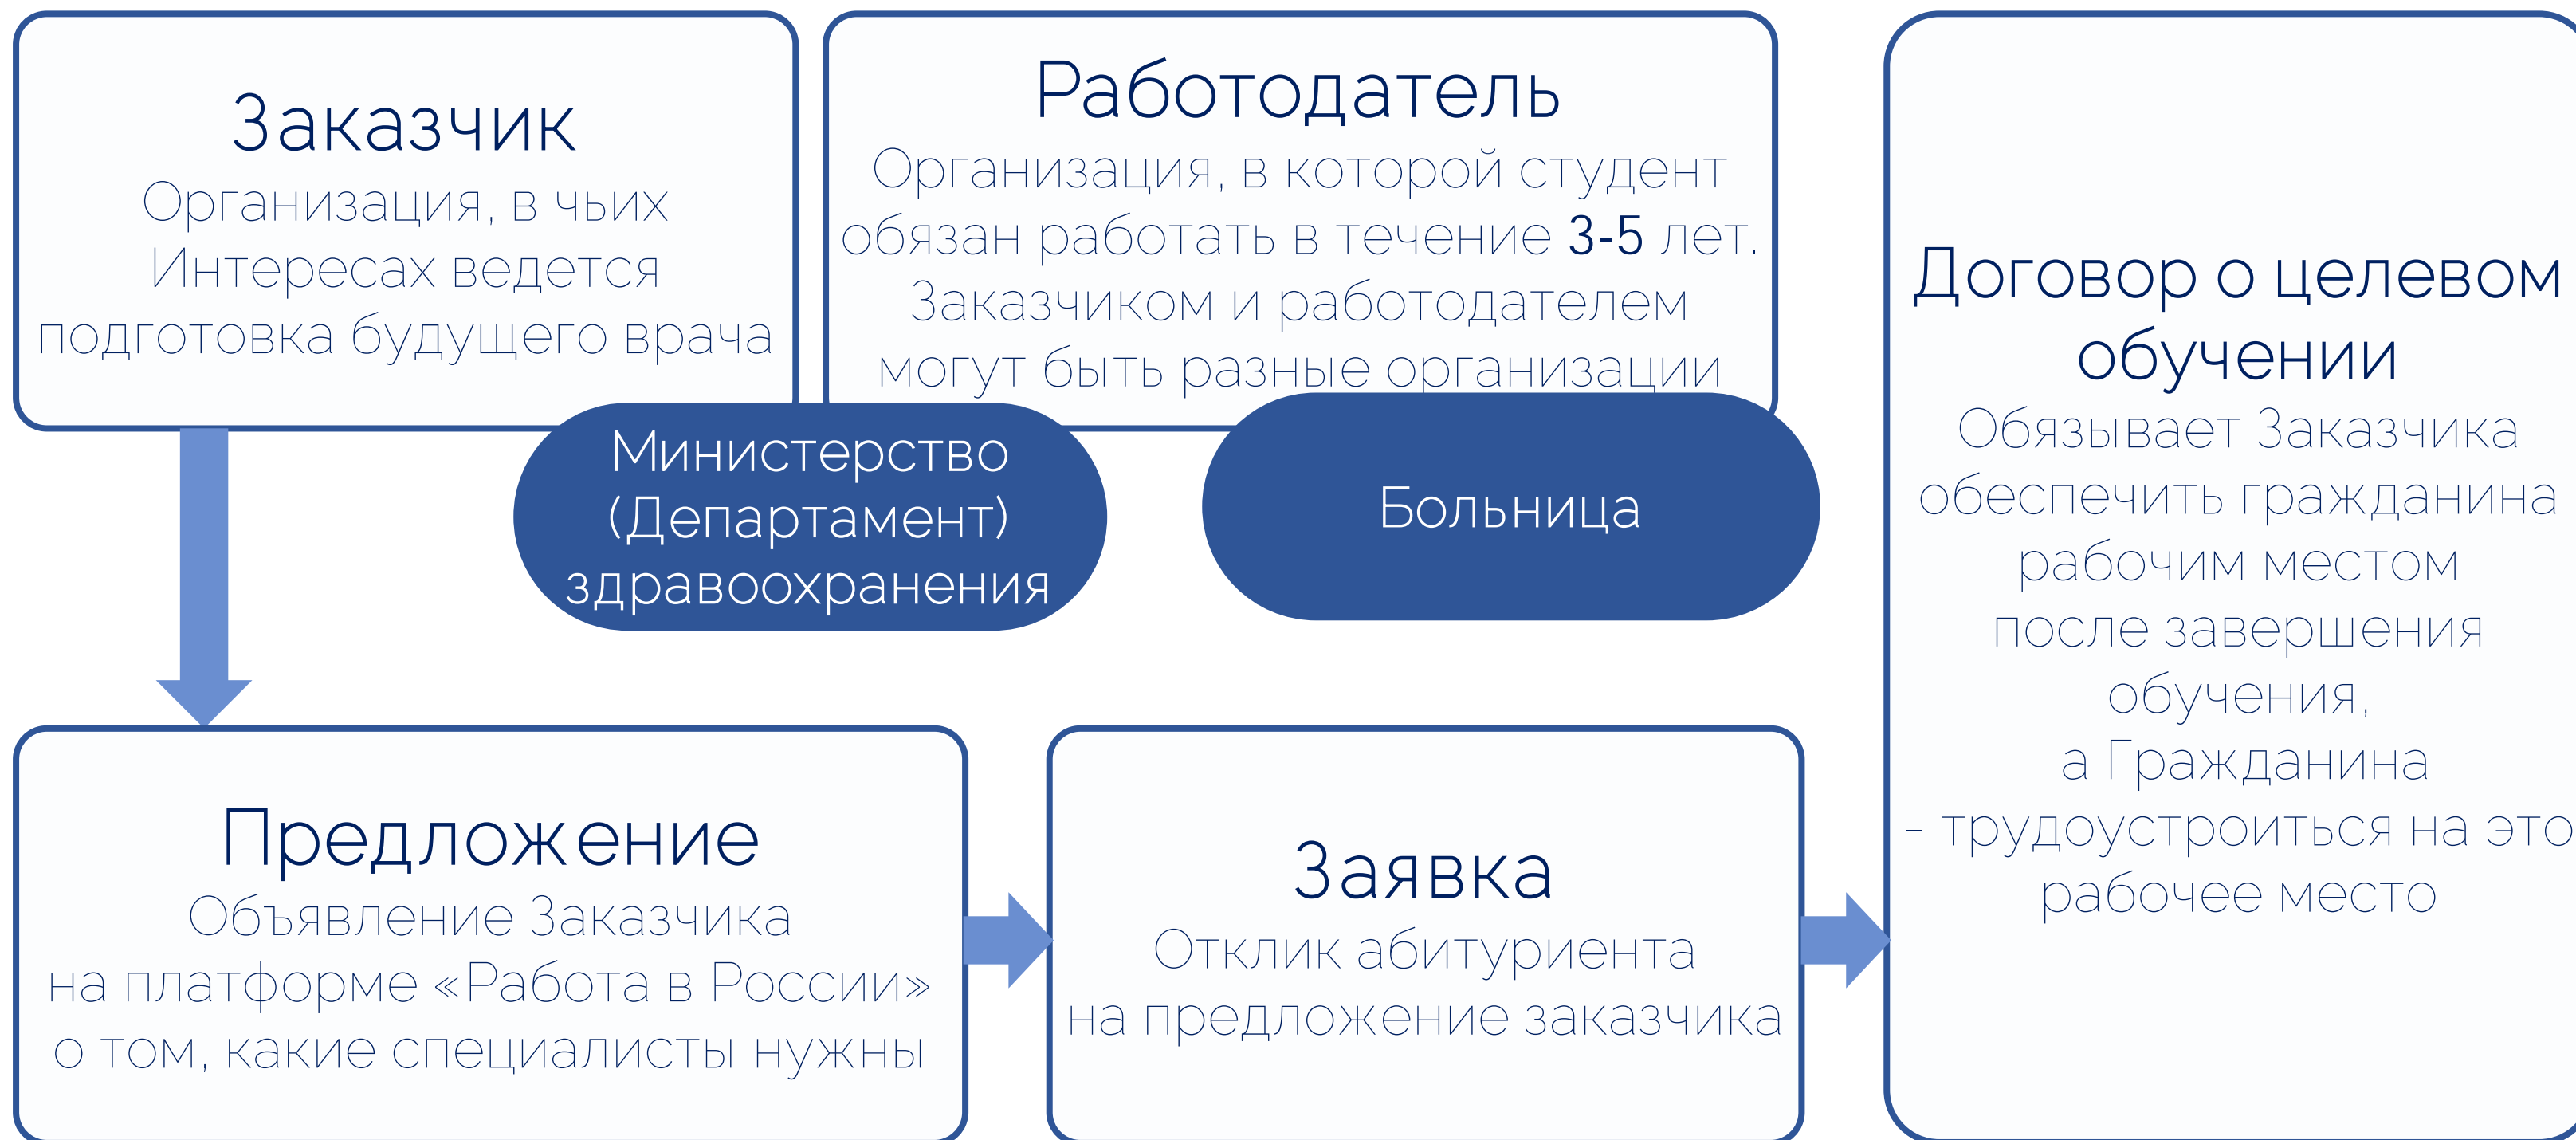 Заказчик
Организация, в чьих
Интересах ведется
подготовка будущего врача
Работодатель
Организация, в которой студент
обязан работать в течение 3-5 лет.
Заказчиком и работодателем
могут быть разные организации
Министерство
(Департамент)
здравоохранения
Больница
Предложение
Объявление Заказчика
на платформе «Работа в России»
о том, какие специалисты нужны
Заявка
Отклик абитуриента
на предложение заказчика
Договор о целевом
обучении
Обязывает Заказчика
обеспечить гражданина
рабочим местом
после завершения
обучения,
а Гражданина
- трудоустроиться на это
рабочее место